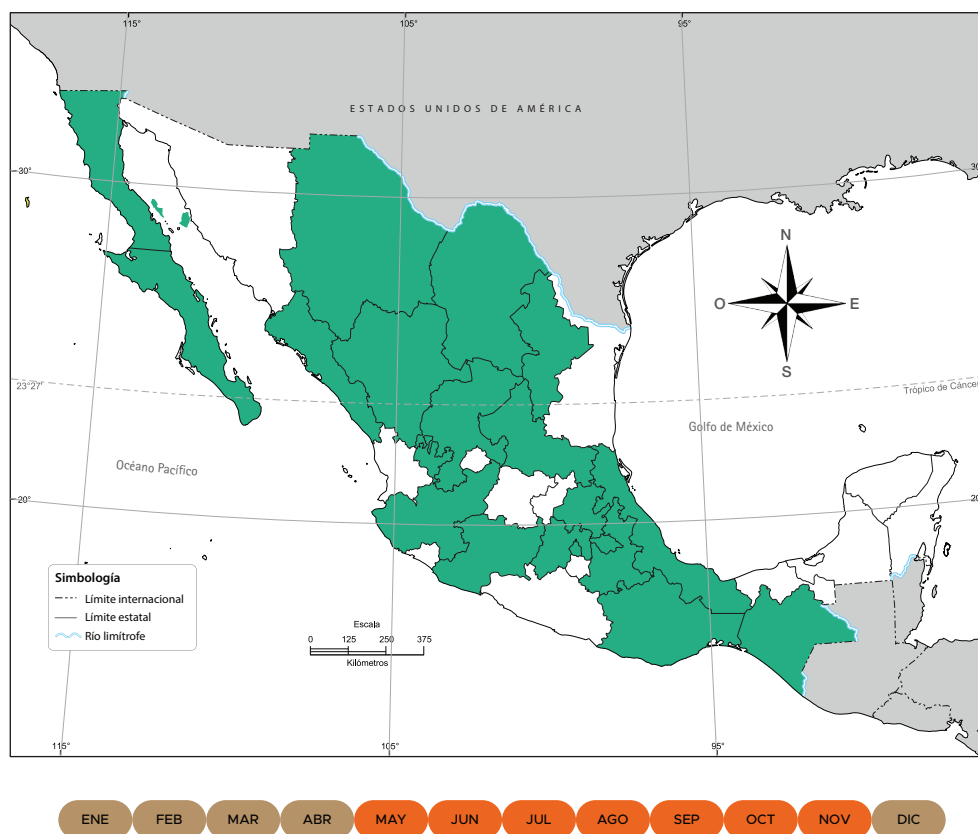 115°
105
95°
ESTADOS UNIDOS DE AMÉRICA
30°
30
N
O
E
S
23°27'
Trópico de Cáncer
Golfo de México
Océano Pacífico
20°
20
Simbología
Límite internacional
Límite estatal
Río limítrofe
Escala
0 125 250 375
Kilómetros
115°
105°
95°
ENE FEB MAR ABR MAY JUN JUL AGO SEP OCT NOV DIC